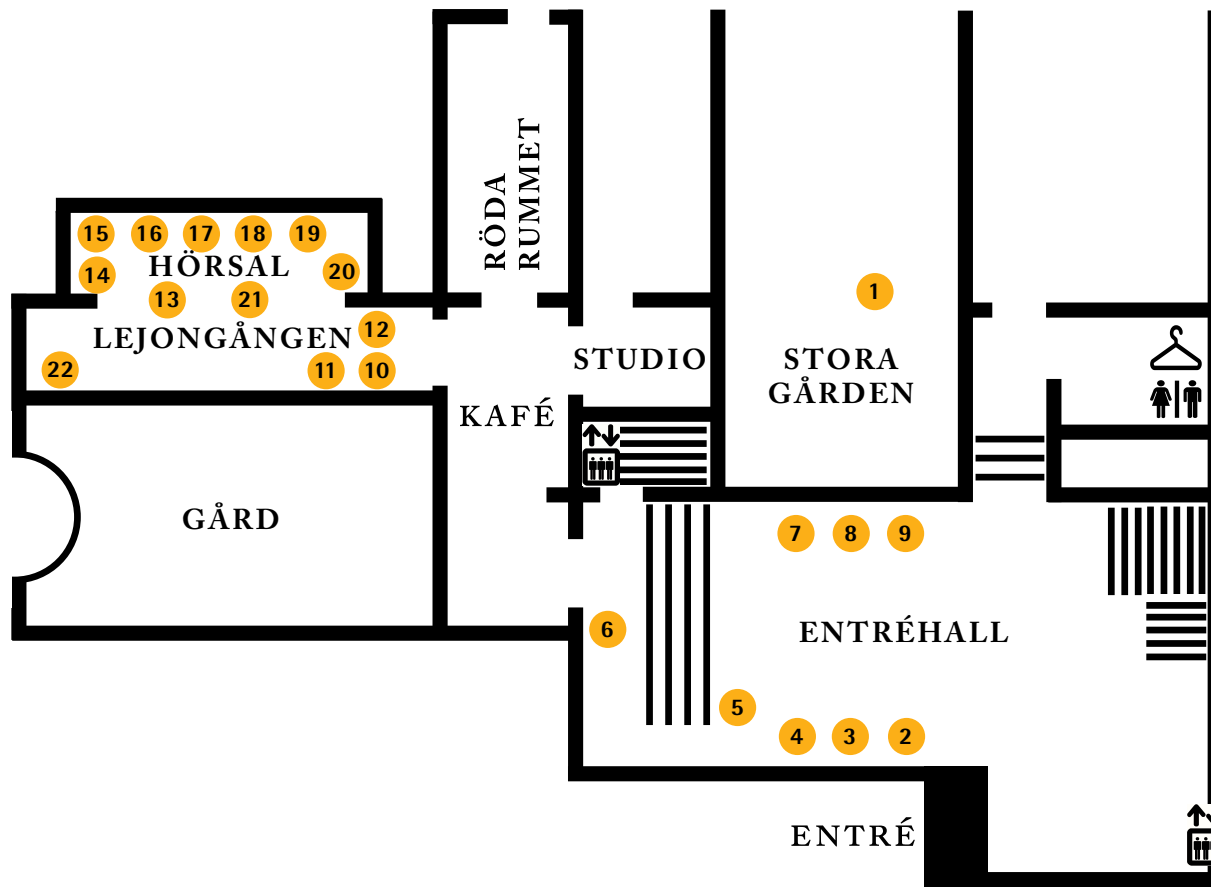 RÖDA
RUMMET
15 16 17 18 19
HÖRSAL
14 20
13 21
1
LEJONGÅNGEN 12
22 11 10
STUDIO
STORA
GÅRDEN
KAFÉ
GÅRD
7 8 9
6
ENTRÉHALL
5
4 3 2
ENTRÉ